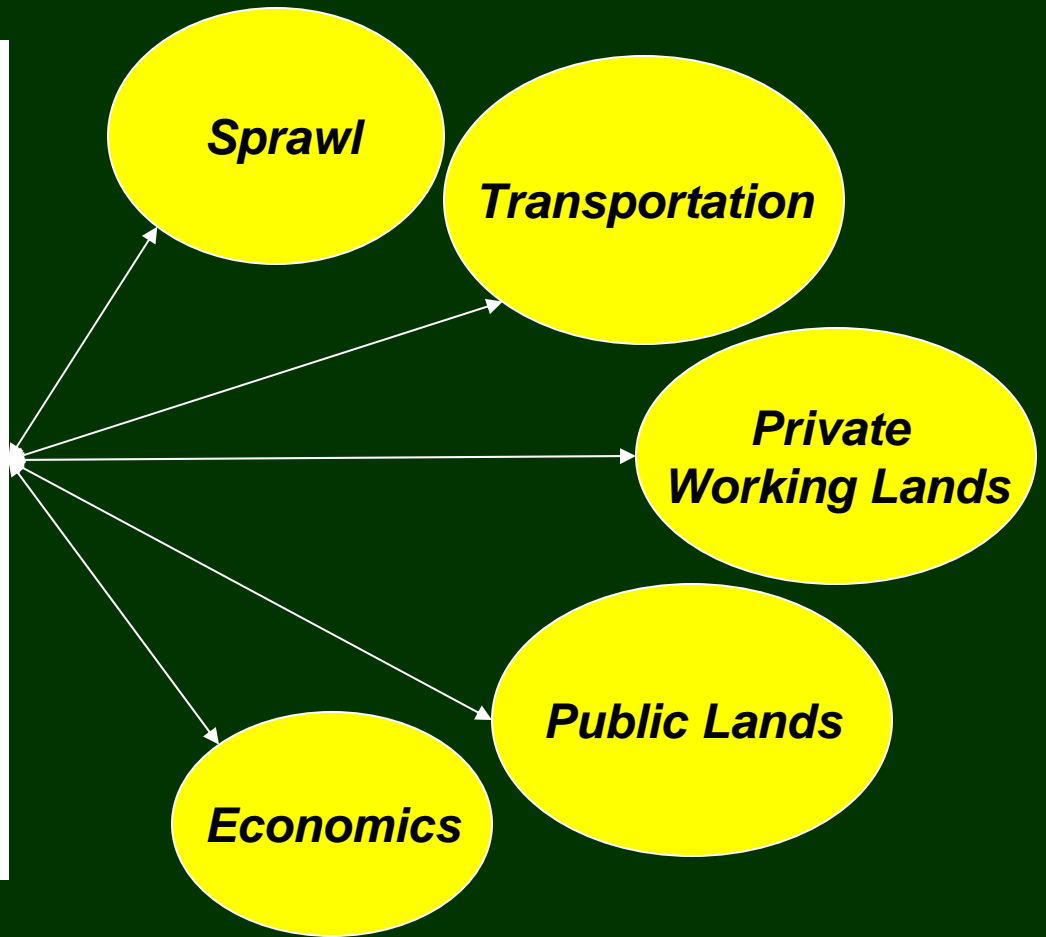 Sprawl
Transportation
Private
Working Lands
Public Lands
Economics